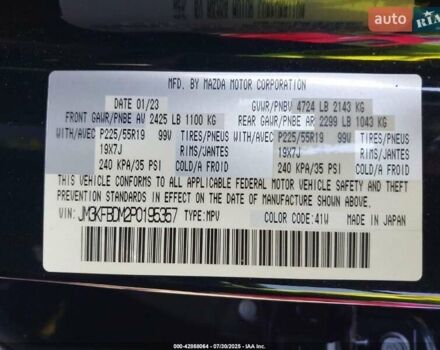 AUTO.RIA
RIA
MFD. BY MAZDA MOTOR CORPORATION
DATE 01/23 GVWR/PNBV 4724 LB 2143 KG
FRONT GAWR/PNBE AV 2425 LB 1100 KG REAR GAWR/PNBE AR 2299 LB 1043 KG
WITH/AVEC P225/55R19 99V TIRES/PNEUS WITH/AVEC P225/55R19 99V TIRES/PNEUS
19X7J RIMS/JANTES 19X7J RIMS/JANTES
240 KPA/35 PSI COLD/A FROID 240 KPA/35 PSI COLD/A FROID
THIS VEHICLE CONFORMS TO ALL APPLICABLE FEDERAL MOTOR VEHICLE SAFETY AND THEFT
PREVENTION STANDARDS IN EFFECT ON THE DATE OF MANUFACTURE SHOWN ABOVE.
VIN: JM3KFBDM2P0195357 TYPE:MPV COLOR CODE: 41W MADE IN JAPAN
000-42868064 - 07/20/2025 - IAA Inc.